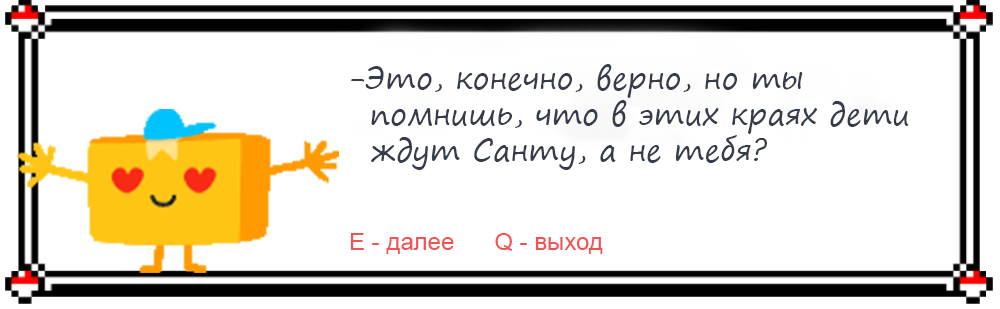 -Это, конечно, верно, но ты
помнишь, что в этих краях дети
ждут Санту, а не тебя?
E - далее Q - выход